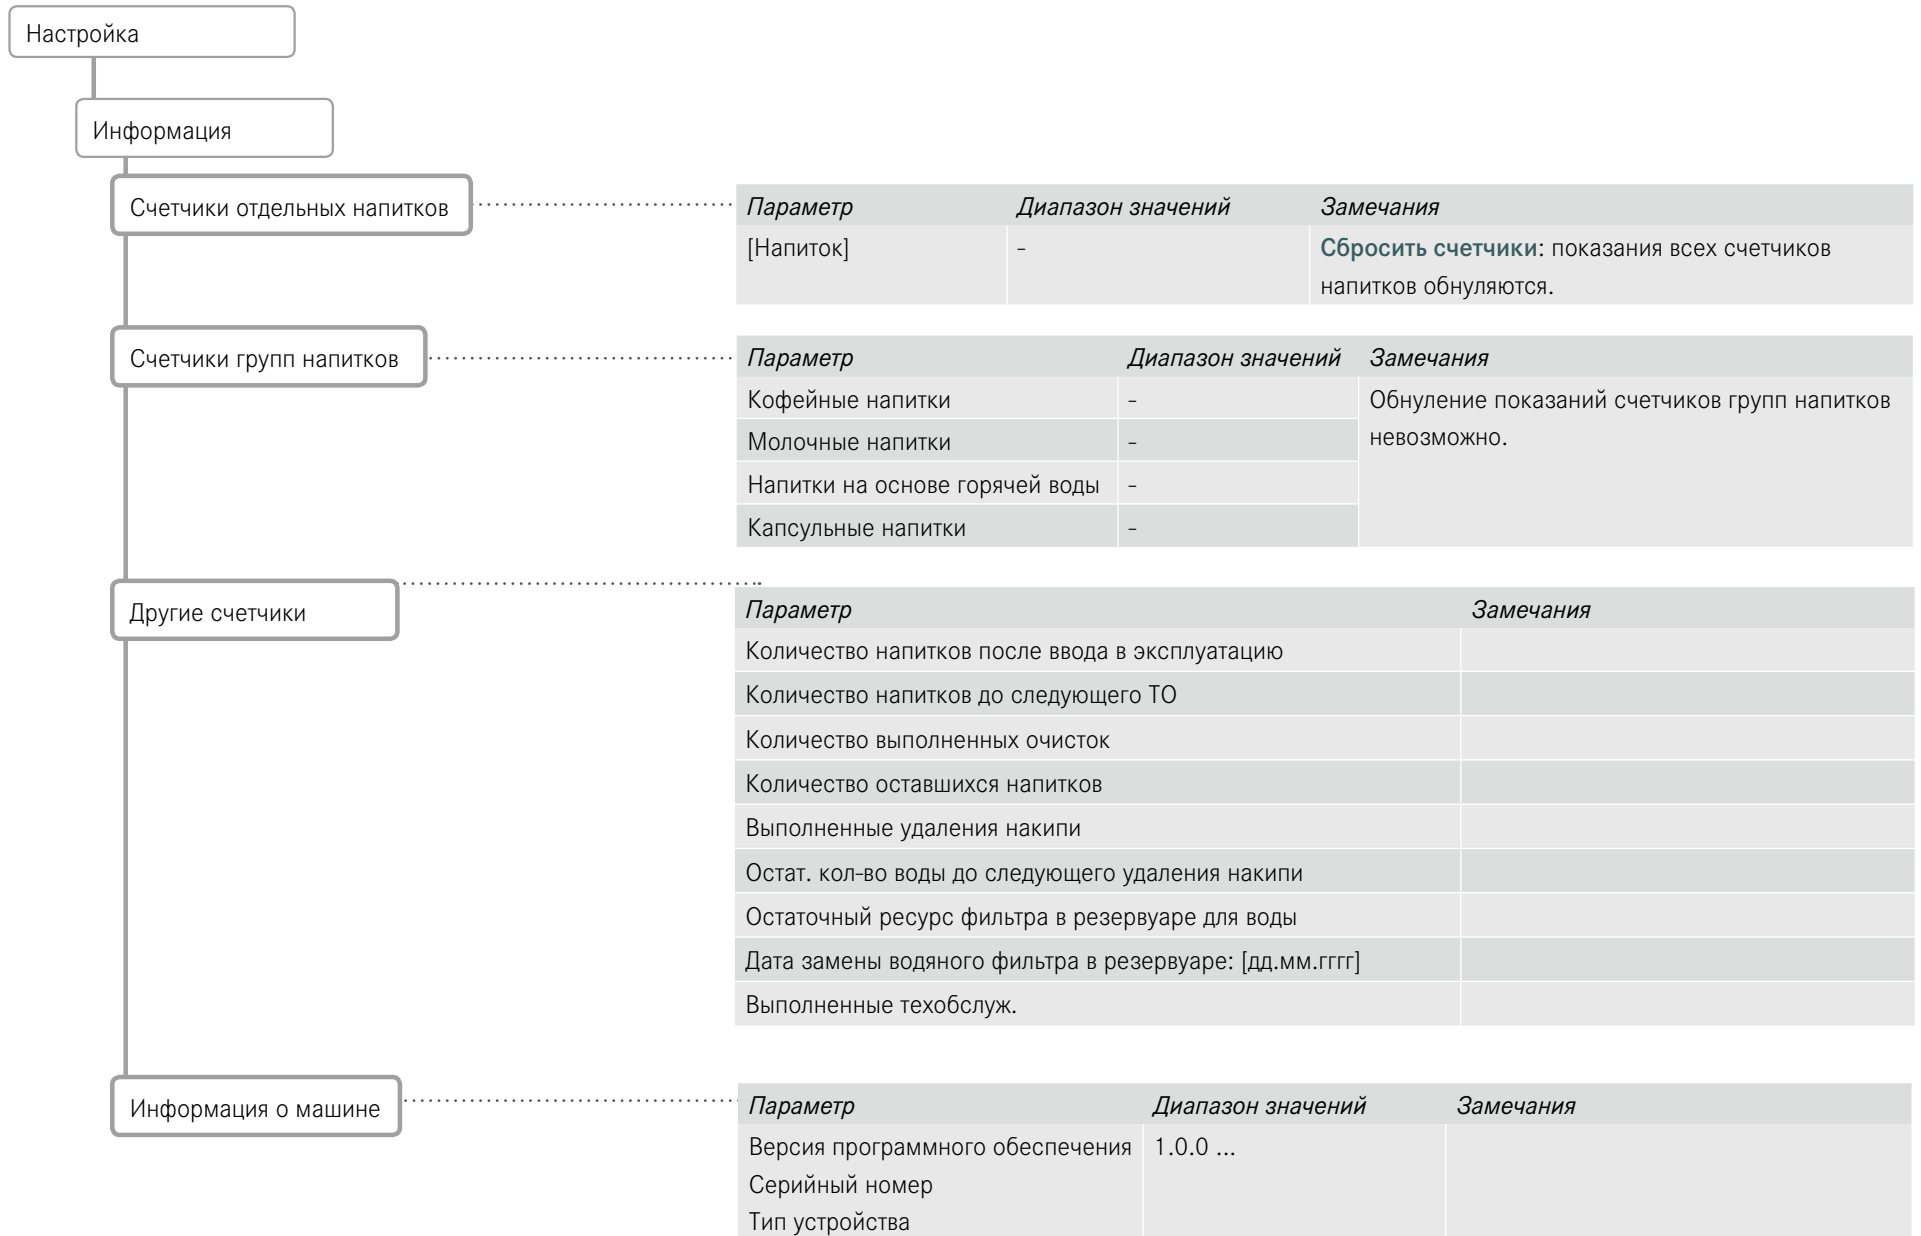 Настройка
Информация
Счетчики отдельных напитков
Параметр Диапазон значений Замечания
[Напиток] - Сбросить счетчики: показания всех счетчиков
напитков обнуляются.
Счетчики групп напитков
Параметр Диапазон значений Замечания
Кофейные напитки - Обнуление показаний счетчиков групп напитков
Молочные напитки - невозможно.
Напитки на основе горячей воды -
Капсульные напитки -
Другие счетчики
Параметр Замечания
Количество напитков после ввода в эксплуатацию
Количество напитков до следующего ТО
Количество выполненных очисток
Количество оставшихся напитков
Выполненные удаления накипи
Остат. кол-во воды до следующего удаления накипи
Остаточный ресурс фильтра в резервуаре для воды
Дата замены водяного фильтра в резервуаре: [дд.мм.гггг]
Выполненные техобслуж.
Информация о машине
Параметр Диапазон значений Замечания
Версия программного обеспечения 1.0.0 ...
Серийный номер
Тип устройства